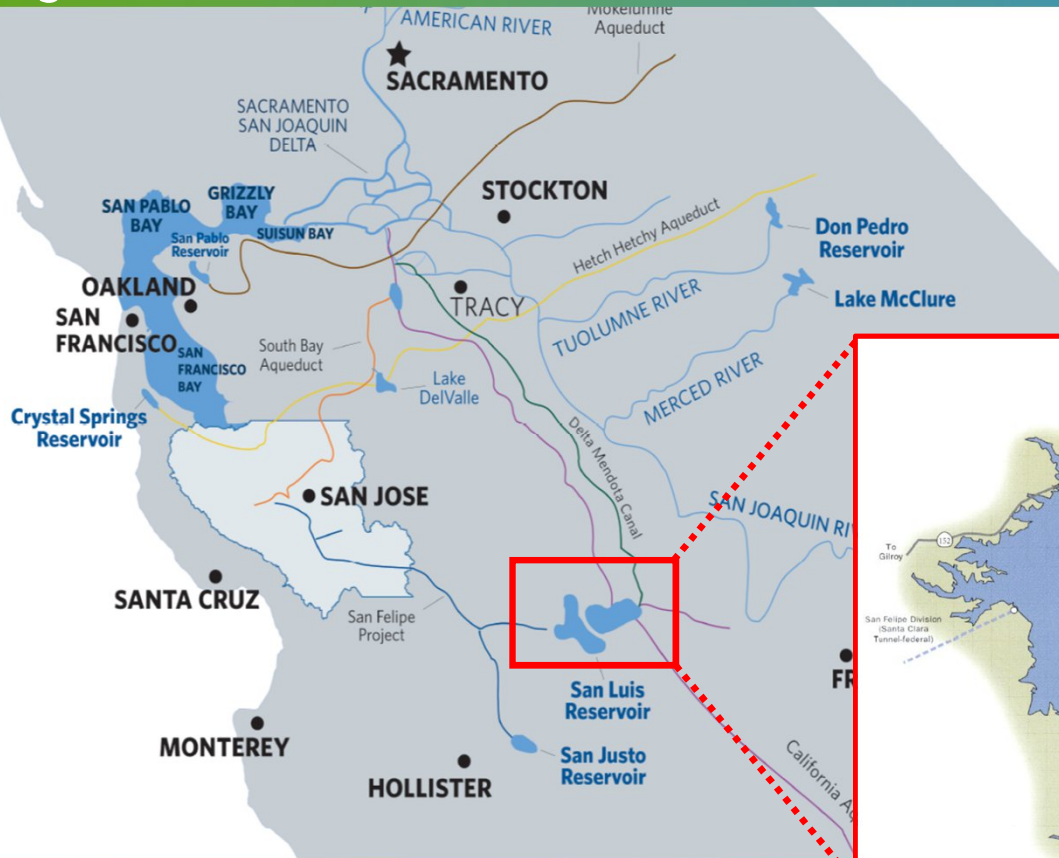 AMERICAN RIVER
Mokelumne
Aqueduct
SACRAMENTO
SACRAMENTO
SAN JOAQUIN
DELTA
STOCKTON
GRIZZLY
BAY
SAN PABLO
BAY
SUISUN BAY
San Pablo
Reservoir
Hetch Hetchy Aqueduct
Don Pedro
Reservoir
OAKLAND
TRACY
Lake McClure
SAN
FRANCISCO
SAN
FRANCISCO
BAY
South Bay
Aqueduct
TUOLUMNE RIVER
Lake
DelValle
MERCED RIVER
Crystal Springs
Reservoir
Delta Mendota Canal
SAN JOSE
SAN JOAQUIN RIV
152
To
Gilroy
SANTA CRUZ
San Felipe
Project
San Felipe Division
(Santa Clara
Tunnel-federal)
FR
San Luis
Reservoir
MONTEREY
San Justo
Reservoir
HOLLISTER
California Aq